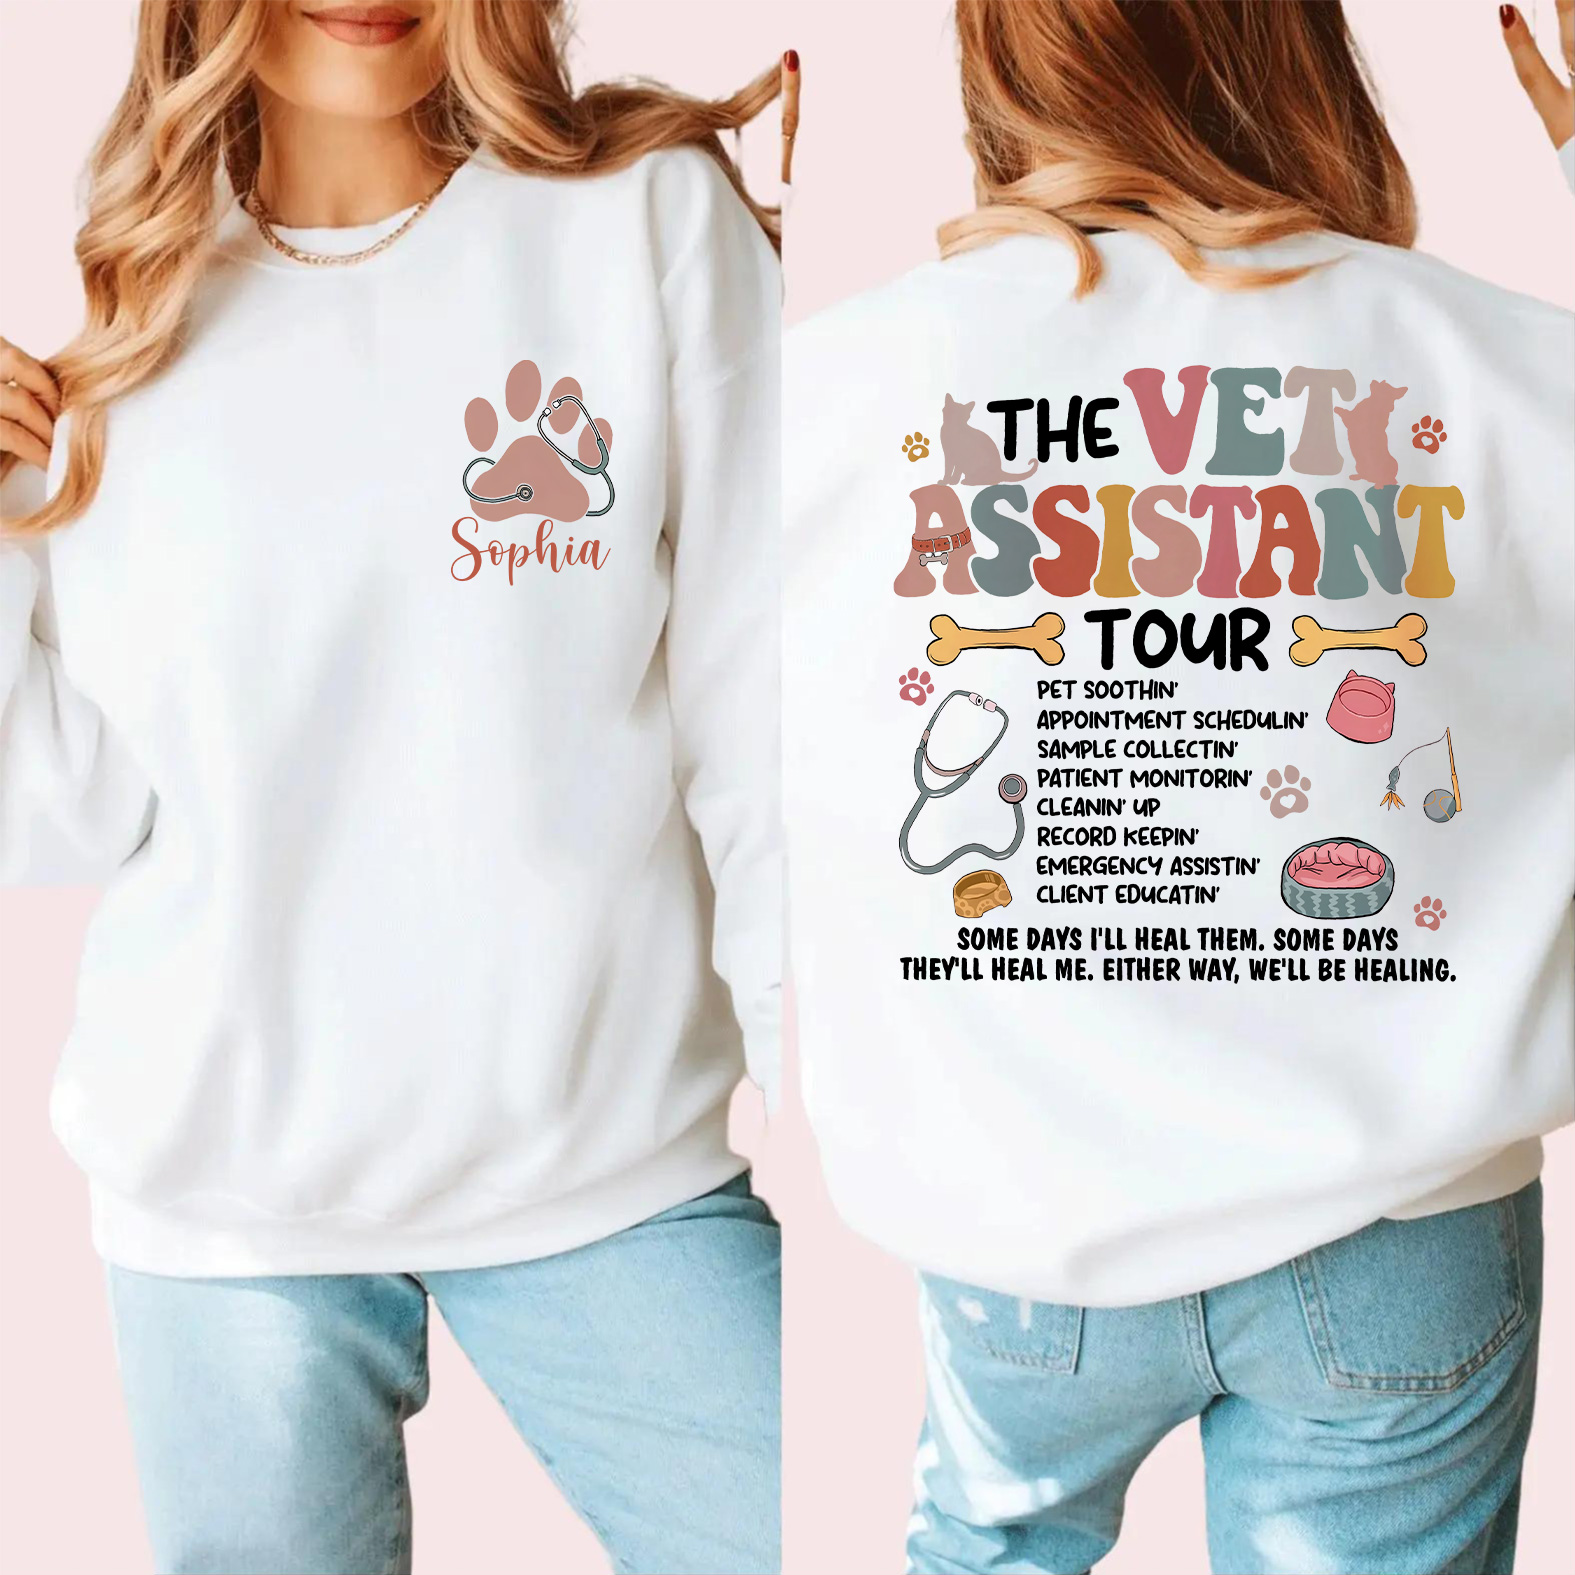 Sophia
THE VET
ASSISTANT
TOUR
PET SOOTHIN'
APPOINTMENT SCHEDULIN'
SAMPLE COLLECTIN'
PATIENT MONITORIN'
CLEANIN' UP
RECORD KEEPIN'
EMERGENCY ASSISTIN'
CLIENT EDUCATIN'
SOME DAYS I'LL HEAL THEM. SOME DAYS
THEY'LL HEAL ME. EITHER WAY, WE'LL BE HEALING.